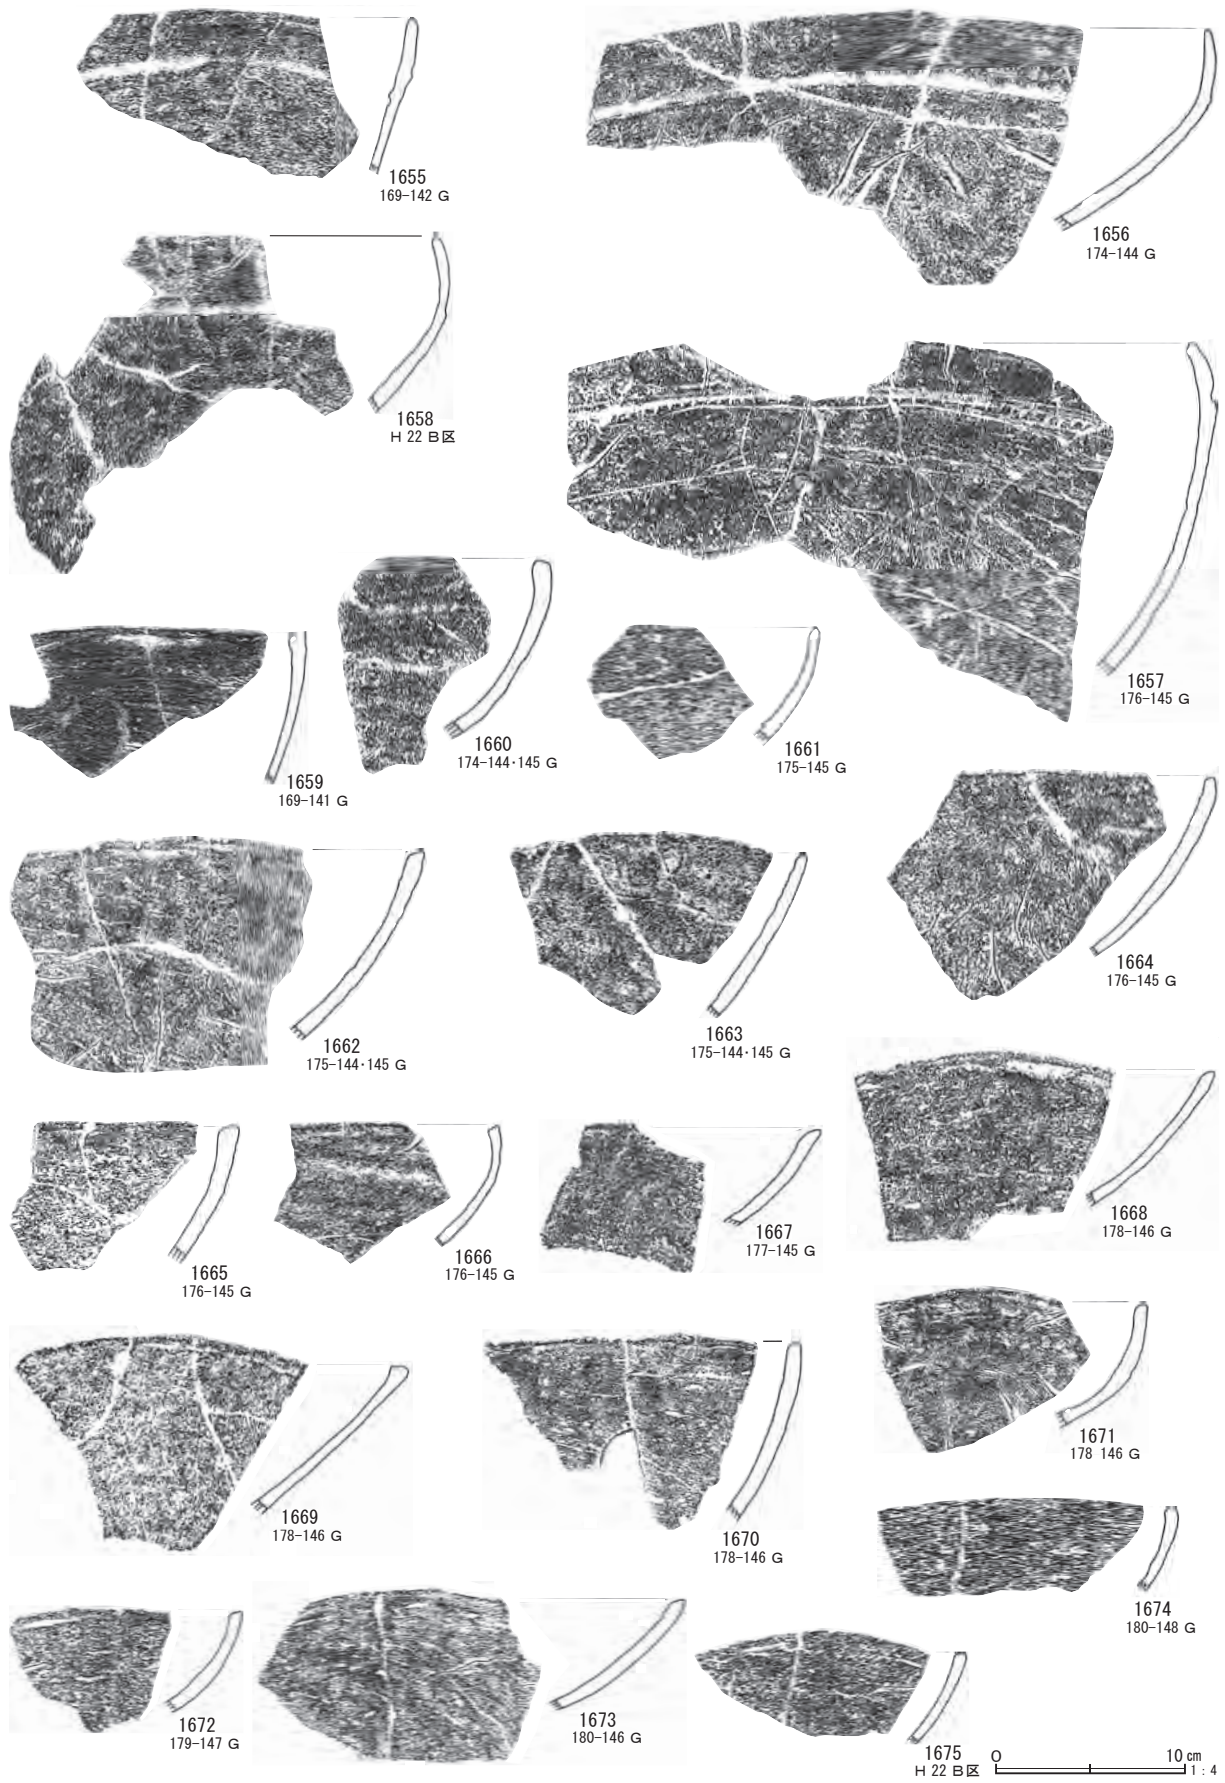 1655
169-142 G
1656
174-144 G
1658
H 22 B区
1657
176-145 G
1659
169-141 G
1660
174-144・145 G
1661
175-145 G
1662
175-144・145 G
1663
175-144・145 G
1664
176-145 G
1665
176-145 G
1666
176-145 G
1667
177-145 G
1668
178-146 G
1669
178-146 G
1670
178-146 G
1671
178 146 G
1672
179-147 G
1673
180-146 G
1674
180-148 G
1675
H 22 B区
0 10 cm
1 : 4